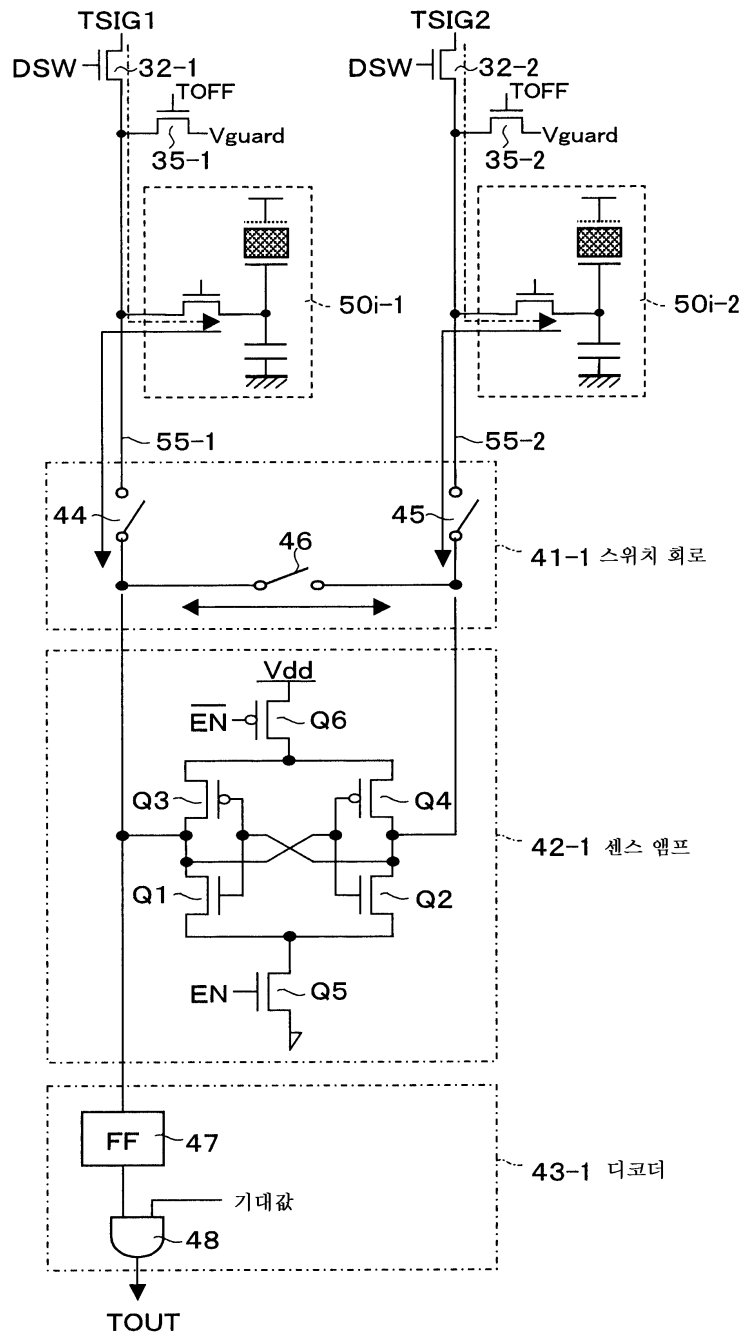 TSIG1
TSIG2
DSW
32-1
DSW
32-2
TOFF
TOFF
Vguard
Vguard
35-1
35-2
50i-1
50i-2
55-1
55-2
44
45
46
41-1 스위치 회로
Vdd
EN
Q6
Q3
Q4
42-1 센스 앰프
Q1
Q2
EN
Q5
FF
47
43-1 디코더
기대값
48
TOUT